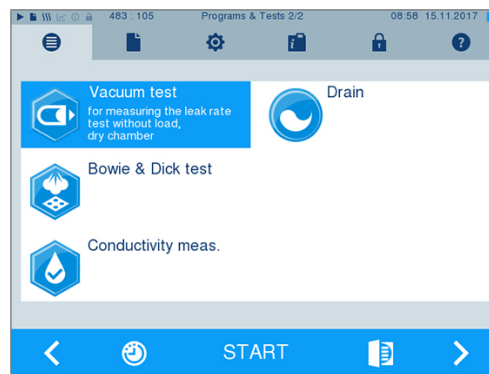 483 : 105 Programs & Tests 2/2 08:58 15.11.2017
Vacuum test
for measuring the leak rate
test without load,
dry chamber
Drain
Bowie & Dick test
Conductivity meas.
START